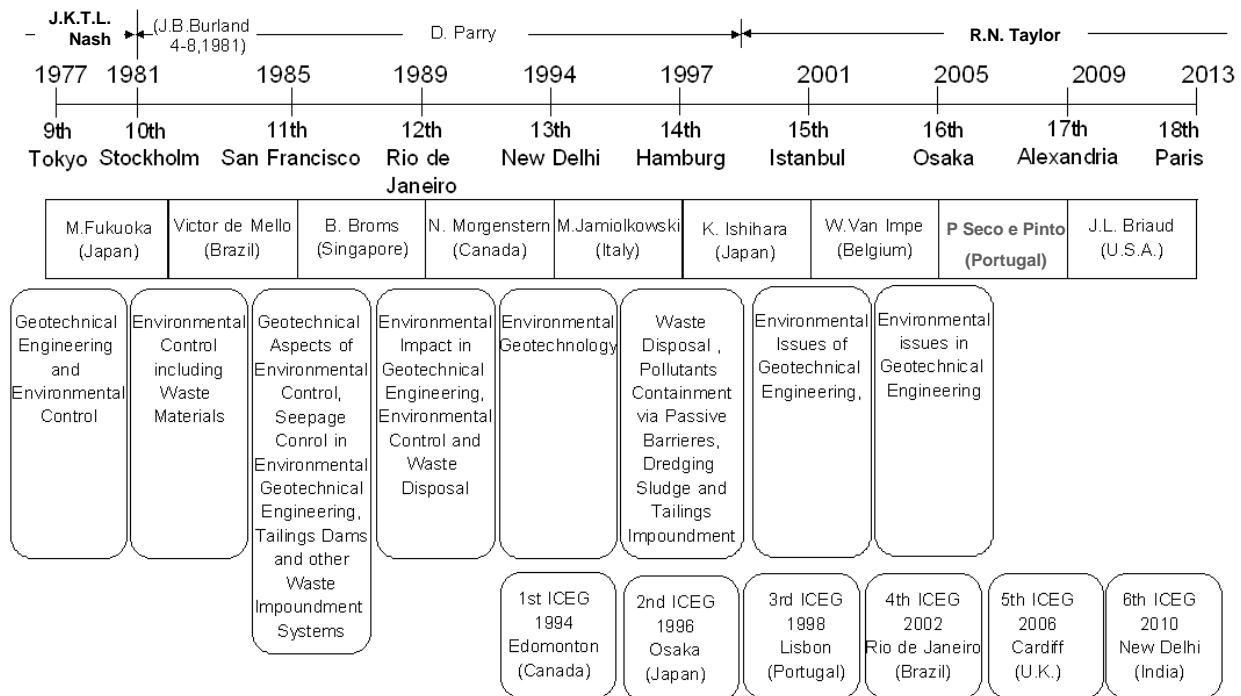 J.K.T.L.
Nash
(J.B.Burland
4-8,1981)
D. Parry
R.N. Taylor
1977 1981 1985 1989 1994 1997 2001 2005 2009 2013
9th 10th 11th 12th 13th 14th 15th 16th 17th 18th
Tokyo Stockholm San Francisco Rio de New Delhi Hamburg Istanbul Osaka Alexandria Paris
Janeiro
M.Fukuoka
(Japan)
Victor de Mello
(Brazil)
B. Broms
(Singapore)
N. Morgenstern
(Canada)
M.Jamiolkowski
(Italy)
K. Ishihara
(Japan)
W.Van Impe
(Belgium)
P Seco e Pinto
(Portugal)
J.L. Briaud
(U.S.A.)
Geotechnical
Engineering
and
Environmental
Control
Environmental
Control
including
Waste
Materials
Geotechnical
Aspects of
Environmental
Control,
Seepage
Conrol in
Environmental
Geotechnical
Engineering,
Tailings Dams
and other
Waste
Impoundment
Systems
Environmental
Impact in
Geotechnical
Engineering,
Environmental
Control and
Waste
Disposal
Environmental
Geotechnology
Waste
Disposal ,
Pollutants
Containment
via Passive
Barrieres,
Dredging
Sludge and
Tailings
Impoundment
Environmental
Issues of
Geotechnical
Engineering,
Environmental
issues in
Geotechnical
Engineering
1st ICEG
1994
Edomonton
(Canada)
2nd ICEG
1996
Osaka
(Japan)
3rd ICEG
1998
Lisbon
(Portugal)
4th ICEG
2002
Rio de Janeiro
(Brazil)
5th ICEG
2006
Cardiff
(U.K.)
6th ICEG
2010
New Delhi
(India)